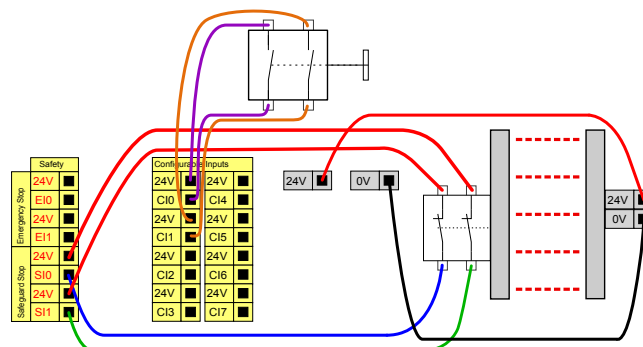 Safety
Emergency Stop
24V
EI0
24V
EI1
Safeguard Stop
24V
SI0
24V
SI1
Configurable Inputs
24V 24V
CI0 CI4
24V 24V
CI1 CI5
24V 24V
CI2 CI6
24V 24V
CI3 CI7
24V
0V
24V
0V